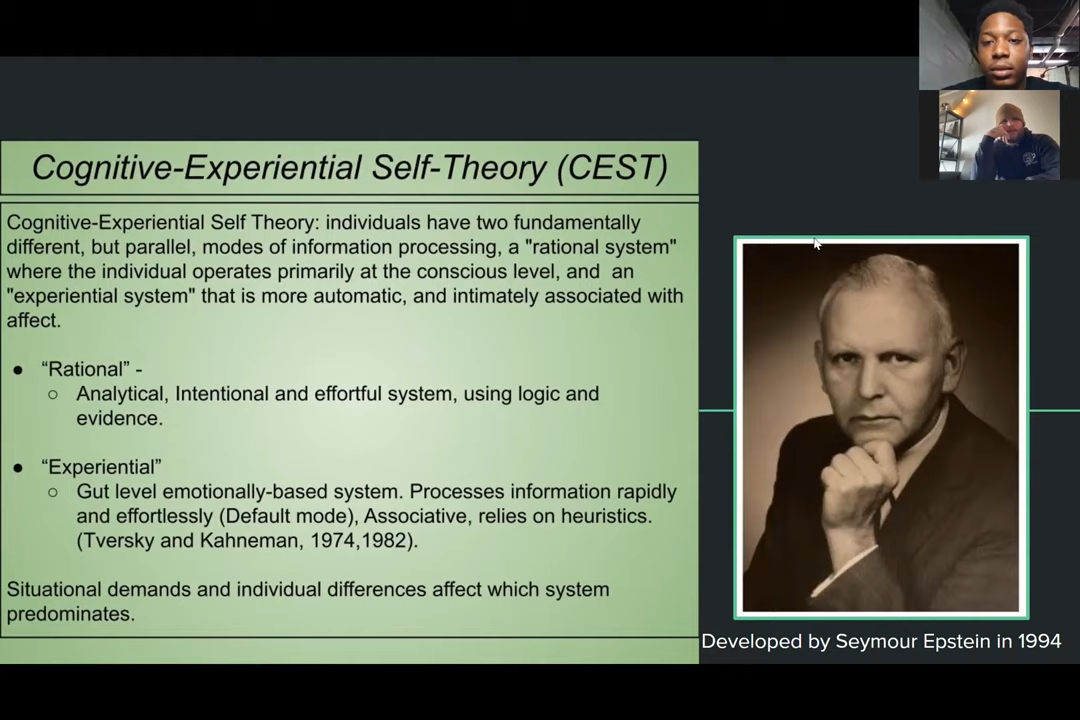 Cognitive-Experiential Self-Theory (CEST)
Cognitive-Experiential Self Theory: individuals have two fundamentally
different, but parallel, modes of information processing, a "rational system"
where the individual operates primarily at the conscious level, and an
"experiential system" that is more automatic, and intimately associated with
affect.
● “Rational” -
○ Analytical, Intentional and effortful system, using logic and
evidence.
● “Experiential”
○ Gut level emotionally-based system. Processes information rapidly
and effortlessly (Default mode), Associative, relies on heuristics.
(Tversky and Kahneman, 1974,1982).
Situational demands and individual differences affect which system
predominates.
Developed by Seymour Epstein in 1994